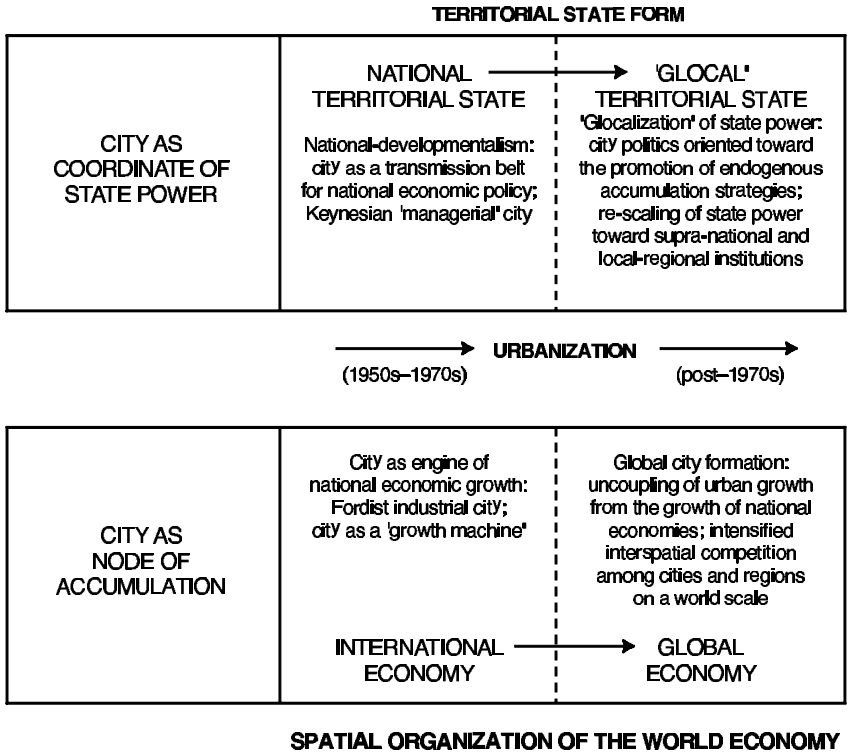 TERRITORIAL STATE FORM
CITY AS
COORDINATE OF
STATE POWER
NATIONAL
TERRITORIAL STATE
National-developmentalism:
city as a transmission belt
for national economic policy;
Keynesian 'managerial' city
'GLOCAL'
TERRITORIAL STATE
'Glocalization' of state power:
city politics oriented toward
the promotion of endogenous
accumulation strategies;
re-scaling of state power
toward supra-national and
local-regional institutions
URBANIZATION
(1950s–1970s)
(post–1970s)
CITY AS
NODE OF
ACCUMULATION
City as engine of
national economic growth:
Fordist industrial city;
city as a 'growth machine'
INTERNATIONAL
ECONOMY
Global city formation:
uncoupling of urban growth
from the growth of national
economies; intensified
interspatial competition
among cities and regions
on a world scale
GLOBAL
ECONOMY
SPATIAL ORGANIZATION OF THE WORLD ECONOMY